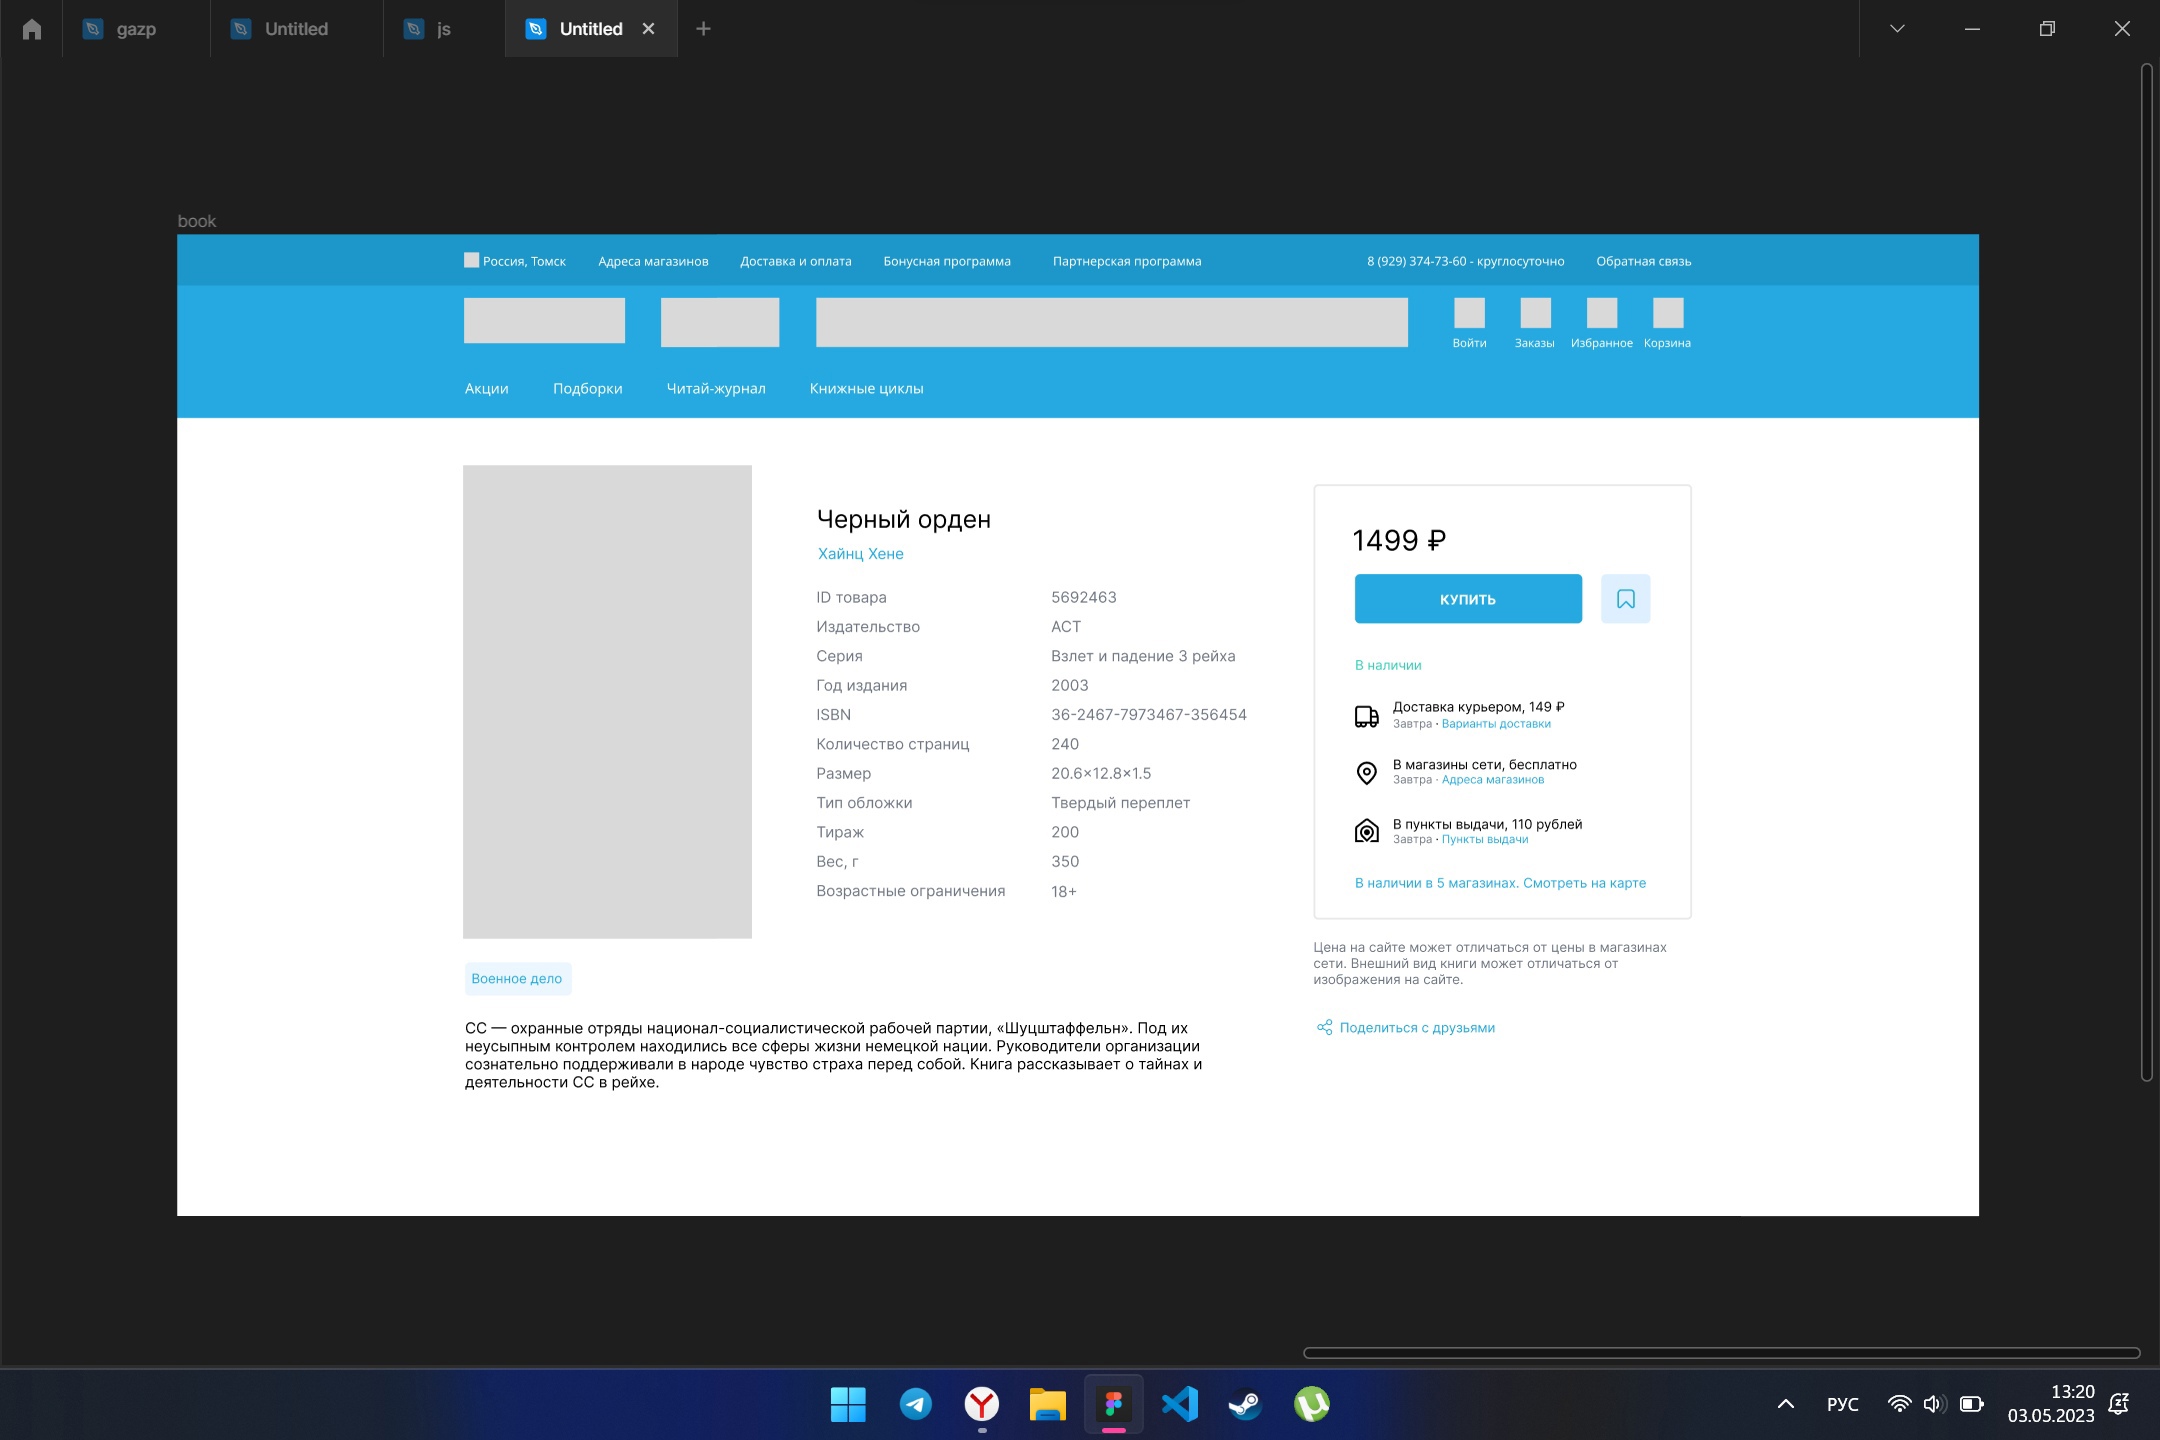 gazp
Untitled
js
Untitled
book
Россия, Томск
Адреса магазинов
Доставка и оплата
Бонусная программа
Партнерская программа
8 (929) 374-73-60 - круглосуточно
Обратная связь
Войти
Заказы
Избранное
Корзина
Акции
Подборки
Читай-журнал
Книжные циклы
Черный орден
Хайнц Хене
ID товара 5692463
Издательство АСТ
Серия Взлет и падение 3 рейха
Год издания 2003
ISBN 36-2467-7973467-356454
Количество страниц 240
Размер 20.6×12.8×1.5
Тип обложки Твердый переплет
Тираж 200
Вес, г 350
Возрастные ограничения 18+
Военное дело
СС — охранные отряды национал-социалистической рабочей партии, «Шуцштаффельн». Под их
неусыпным контролем находились все сферы жизни немецкой нации. Руководители организации
сознательно поддерживали в народе чувство страха перед собой. Книга рассказывает о тайнах и
деятельности СС в рейхе.
1499 ₽
КУПИТЬ
В наличии
Доставка курьером, 149 ₽
Завтра · Варианты доставки
В магазины сети, бесплатно
Завтра · Адреса магазинов
В пункты выдачи, 110 рублей
Завтра · Пункты выдачи
В наличии в 5 магазинах. Смотреть на карте
Цена на сайте может отличаться от цены в магазинах
сети. Внешний вид книги может отличаться от
изображения на сайте.
Поделиться с друзьями
РУС
13:20
03.05.2023